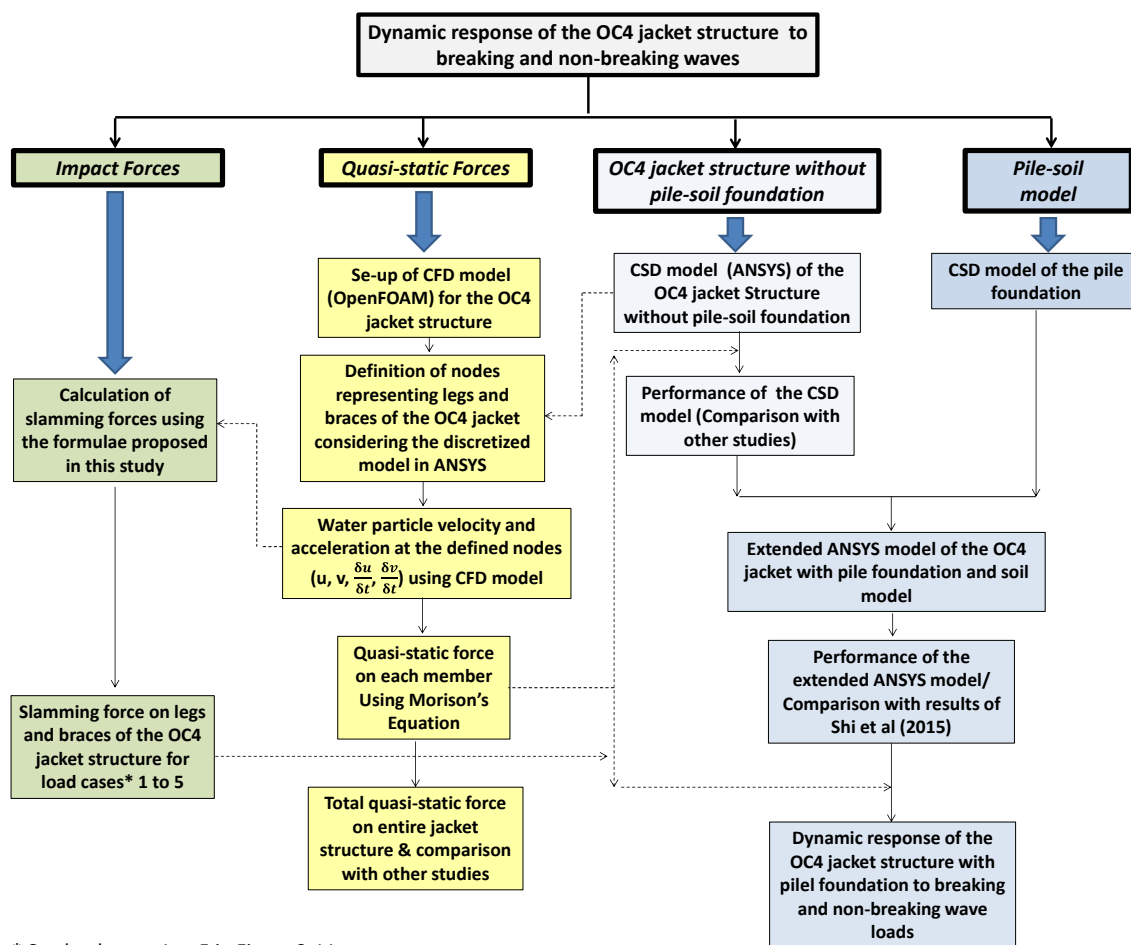 Dynamic response of the OC4 jacket structure to
breaking and non-breaking waves
Impact Forces
Quasi-static Forces
OC4 jacket structure without
pile-soil foundation
Pile-soil
model
Se-up of CFD model
(OpenFOAM) for the OC4
jacket structure
CSD model (ANSYS) of the
OC4 jacket Structure
without pile-soil foundation
CSD model of the pile
foundation
Calculation of
slamming forces using
the formulae proposed
in this study
Definition of nodes
representing legs and
braces of the OC4 jacket
considering the discretized
model in ANSYS
Performance of the CSD
model (Comparison with
other studies)
Water particle velocity and
acceleration at the defined nodes
(u, v, δu/δt, δv/δt) using CFD model
Extended ANSYS model of the OC4
jacket with pile foundation and soil
model
Quasi-static force
on each member
Using Morison's
Equation
Performance of the
extended ANSYS model/
Comparison with results of
Shi et al (2015)
Slamming force on legs
and braces of the OC4
jacket structure for
load cases* 1 to 5
Total quasi-static force
on entire jacket
structure & comparison
with other studies
Dynamic response of the
OC4 jacket structure with
pilel foundation to breaking
and non-breaking wave
loads